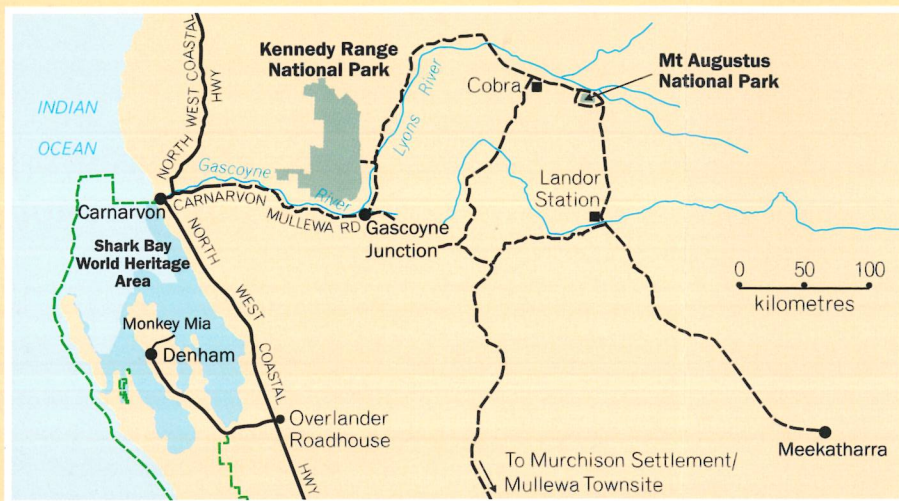 INDIAN
OCEAN
NORTH WEST COASTAL
HWY
Kennedy Range
National Park
Lyons River
Cobra
Mt Augustus
National Park
Gascoyne
River
Carnarvon
CARNARVON
MULLEWA RD
Gascoyne
Junction
Landor
Station
Shark Bay
World Heritage
Area
NORTH WEST COASTAL HWY
Monkey Mia
Denham
Overlander
Roadhouse
0 50 100
kilometres
Meekatharra
To Murchison Settlement/
Mullewa Townsite